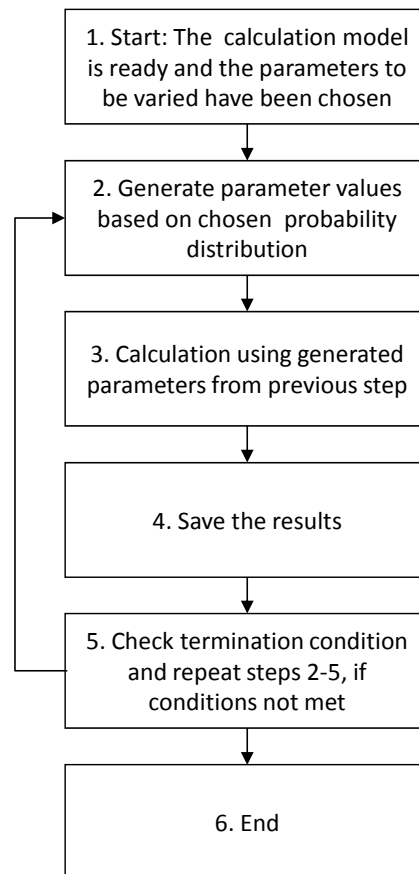 1. Start: The calculation model
is ready and the parameters to
be varied have been chosen
2. Generate parameter values
based on chosen probability
distribution
3. Calculation using generated
parameters from previous step
4. Save the results
5. Check termination condition
and repeat steps 2-5, if
conditions not met
6. End